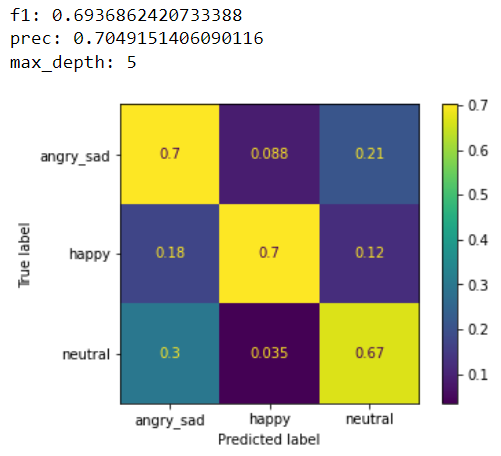 f1: 0.6936862420733388
prec: 0.7049151406090116
max_depth: 5
True label
angry_sad
0.7
0.088
0.21
happy
0.18
0.7
0.12
neutral
0.3
0.035
0.67
angry_sad
happy
neutral
Predicted label
0.7
0.6
0.5
0.4
0.3
0.2
0.1